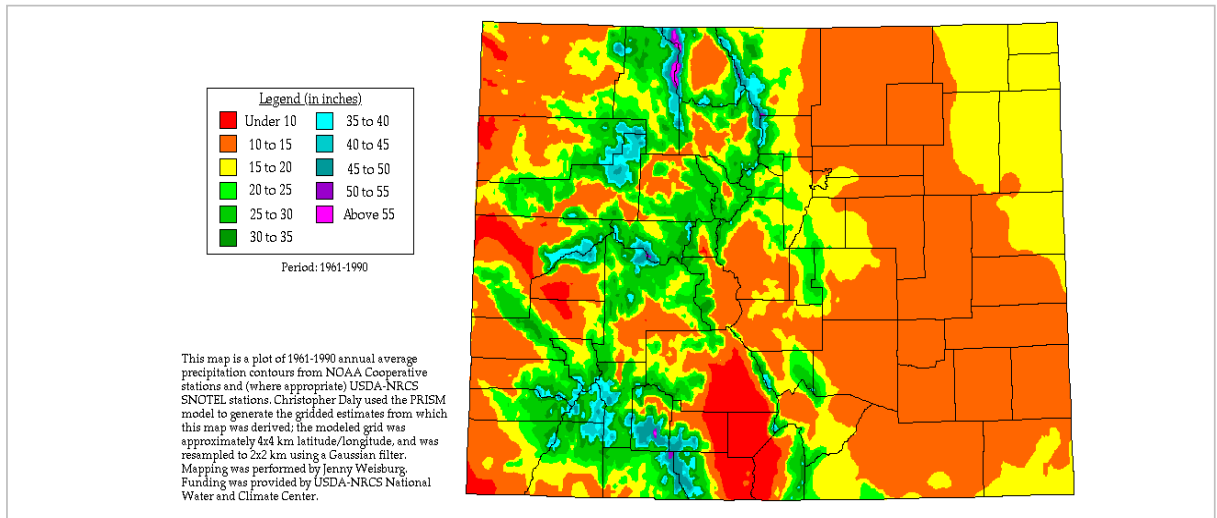 Legend (in inches)
Under 10
10 to 15
15 to 20
20 to 25
25 to 30
30 to 35
35 to 40
40 to 45
45 to 50
50 to 55
Above 55
Period: 1961-1990
This map is a plot of 1961-1990 annual average
precipitation contours from NOAA Cooperative
stations and (where appropriate) USDA-NRCS
SNOTEL stations. Christopher Daly used the PRISM
model to generate the gridded estimates from which
this map was derived; the modeled grid was
approximately 4x4 km latitude/longitude, and was
resampled to 2x2 km using a Gaussian filter.
Mapping was performed by Jenny Weisburg.
Funding was provided by USDA-NRCS National
Water and Climate Center.